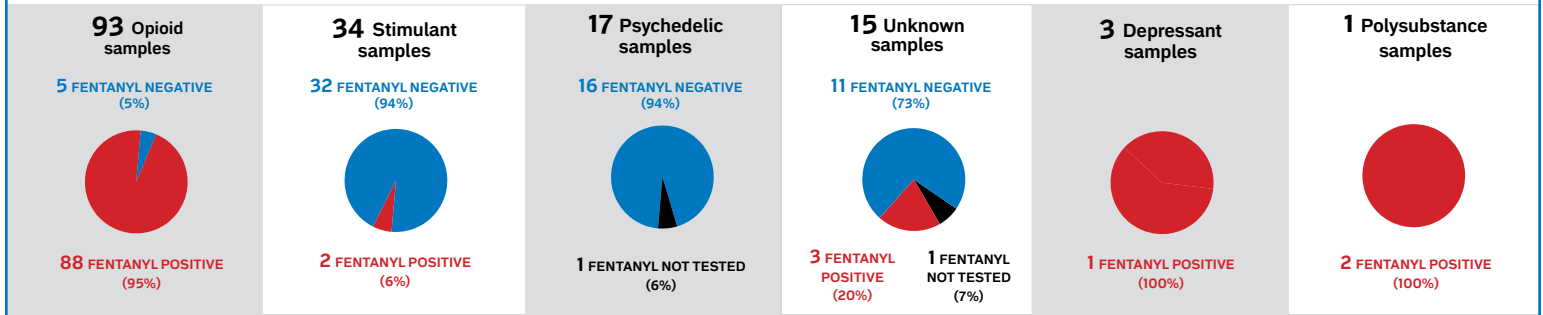 93 Opioid
samples
5 FENTANYL NEGATIVE
(5%)
88 FENTANYL POSITIVE
(95%)
34 Stimulant
samples
32 FENTANYL NEGATIVE
(94%)
2 FENTANYL POSITIVE
(6%)
17 Psychedelic
samples
16 FENTANYL NEGATIVE
(94%)
1 FENTANYL NOT TESTED
(6%)
15 Unknown
samples
11 FENTANYL NEGATIVE
(73%)
3 FENTANYL
POSITIVE
(20%)
1 FENTANYL
NOT TESTED
(7%)
3 Depressant
samples
1 FENTANYL POSITIVE
(100%)
1 Polysubstance
samples
2 FENTANYL POSITIVE
(100%)